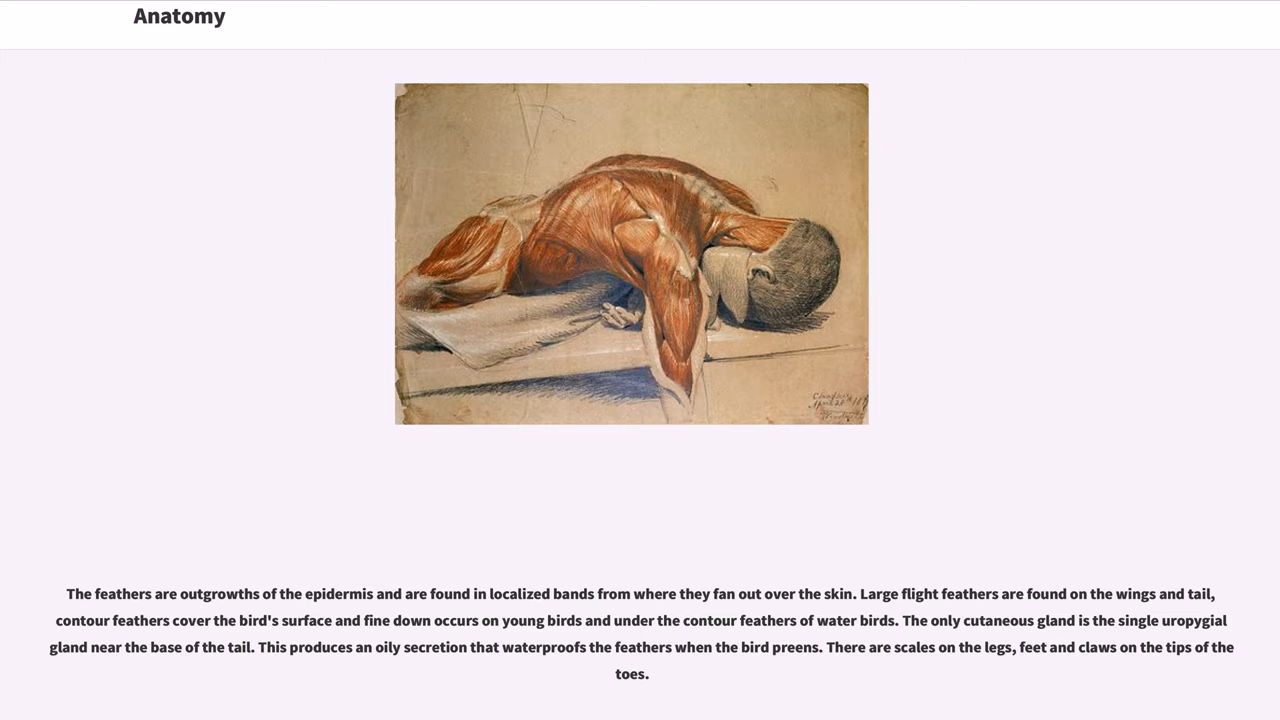 Anatomy
The feathers are outgrowths of the epidermis and are found in localized bands from where they fan out over the skin. Large flight feathers are found on the wings and tail,
contour feathers cover the bird's surface and fine down occurs on young birds and under the contour feathers of water birds. The only cutaneous gland is the single uropygial
gland near the base of the tail. This produces an oily secretion that waterproofs the feathers when the bird preens. There are scales on the legs, feet and claws on the tips of the
toes.